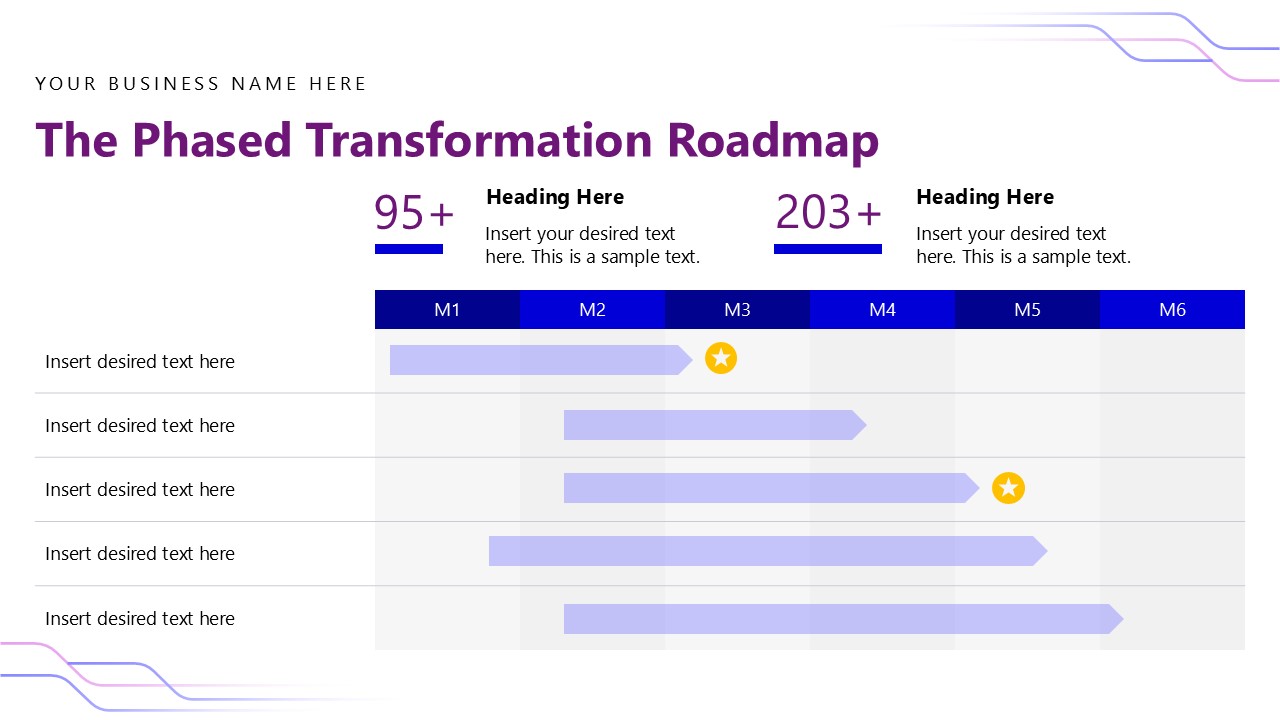 YOUR BUSINESS NAME HERE
The Phased Transformation Roadmap
95+
Heading Here
Insert your desired text
here. This is a sample text.
203+
Heading Here
Insert your desired text
here. This is a sample text.
M1 M2 M3 M4 M5 M6
Insert desired text here
Insert desired text here
Insert desired text here
Insert desired text here
Insert desired text here